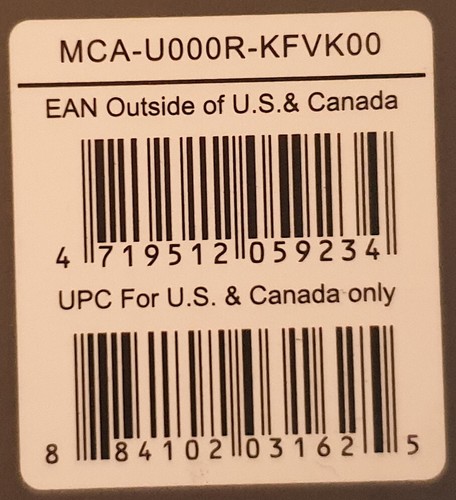 MCA-U000R-KFVK00
EAN Outside of U.S.& Canada
4 719512 059234
UPC For U.S. & Canada only
8 84102 03162 5